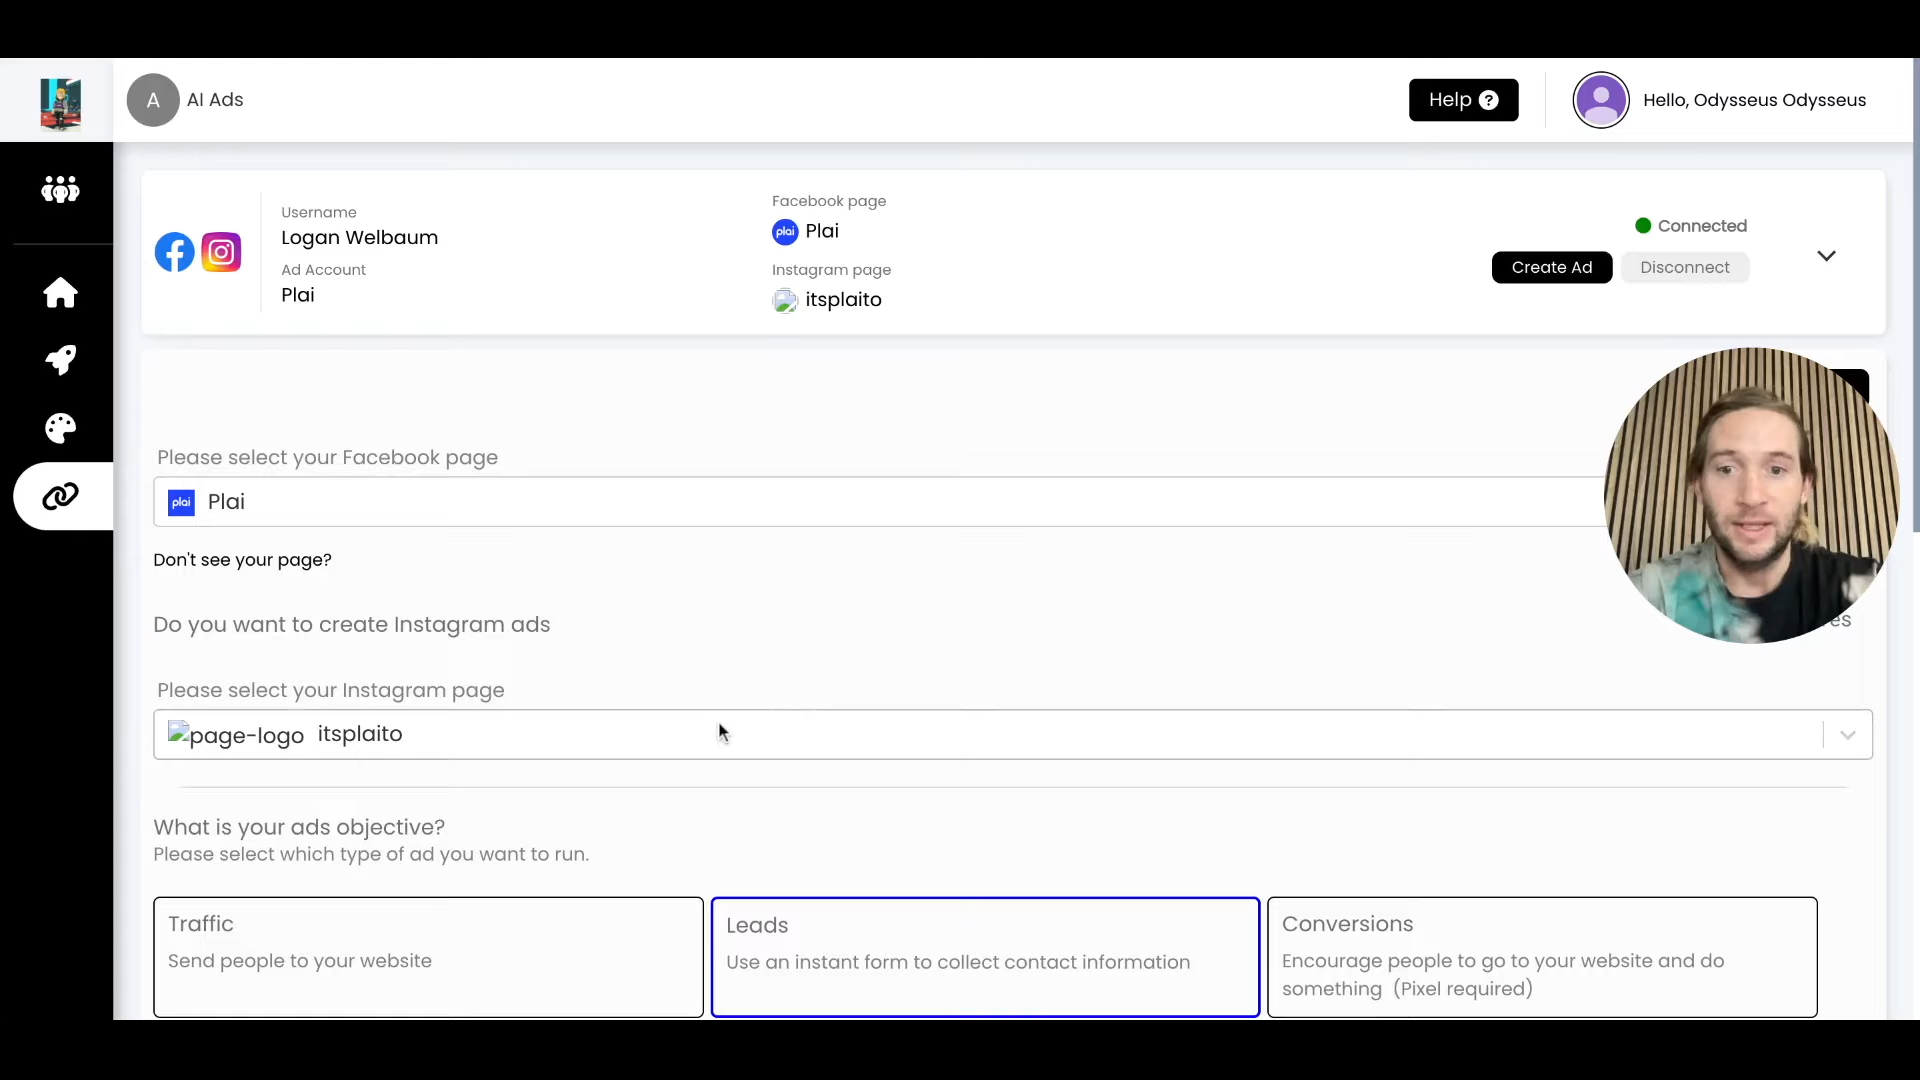 A AI Ads
Help ?
Hello, Odysseus Odysseus
Username
Logan Welbaum
Ad Account
Plai
Facebook page
plai Plai
Instagram page
itsplaito
Connected
Create Ad
Disconnect
Please select your Facebook page
plai Plai
Don't see your page?
Do you want to create Instagram ads
Please select your Instagram page
page-logo itsplaito
What is your ads objective?
Please select which type of ad you want to run.
Traffic
Send people to your website
Leads
Use an instant form to collect contact information
Conversions
Encourage people to go to your website and do
something (Pixel required)